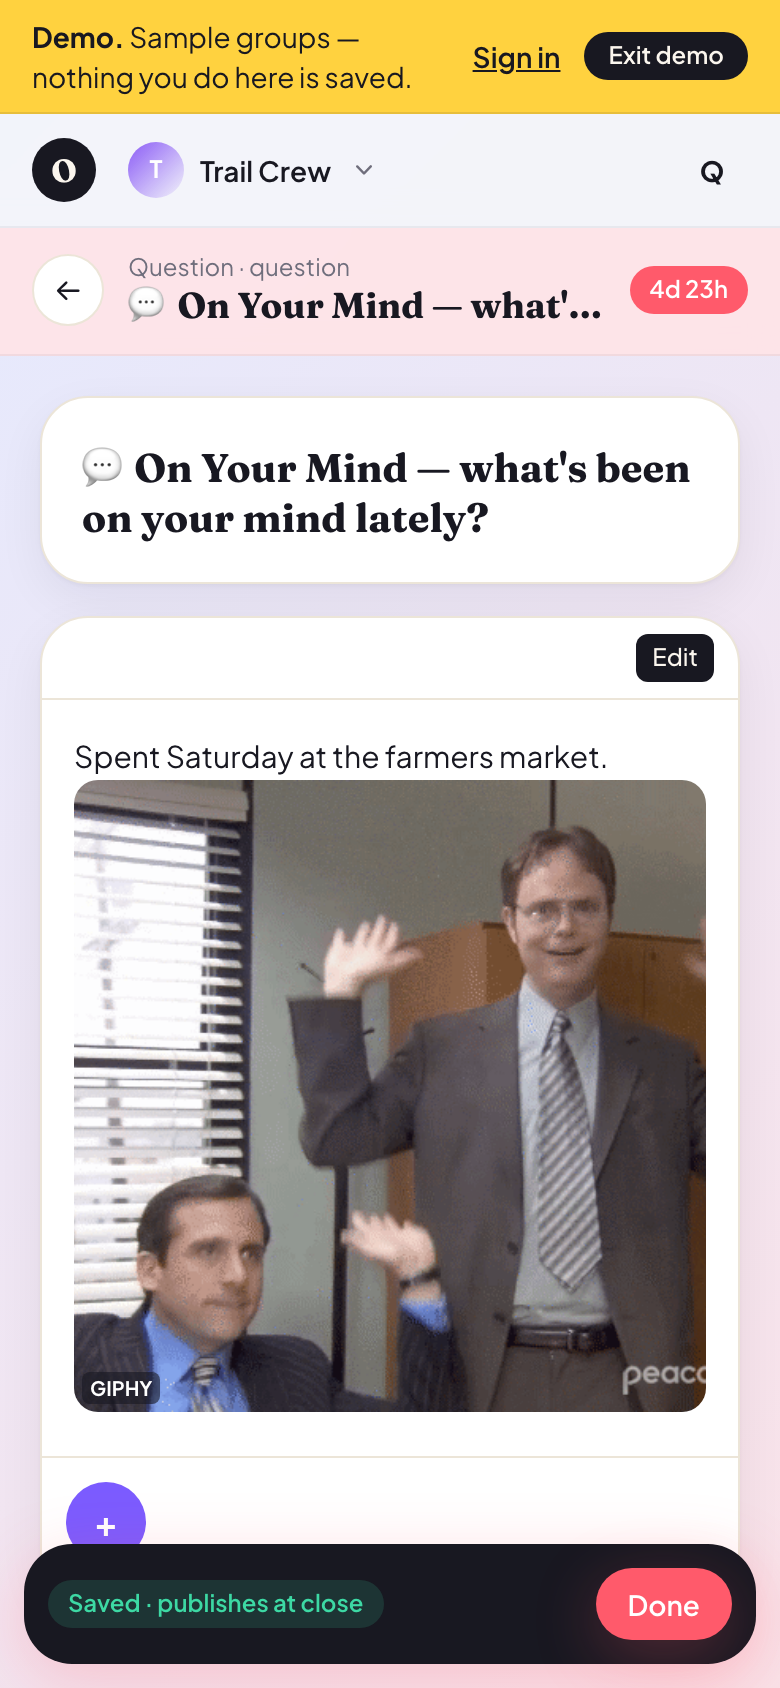 Demo. Sample groups —
nothing you do here is saved.
Sign in
Exit demo
O
T
Trail Crew
Q
Question · question
💬 On Your Mind — what'...
4d 23h
💬 On Your Mind — what's been
on your mind lately?
Edit
Spent Saturday at the farmers market.
GIPHY
peaco
+
Saved · publishes at close
Done